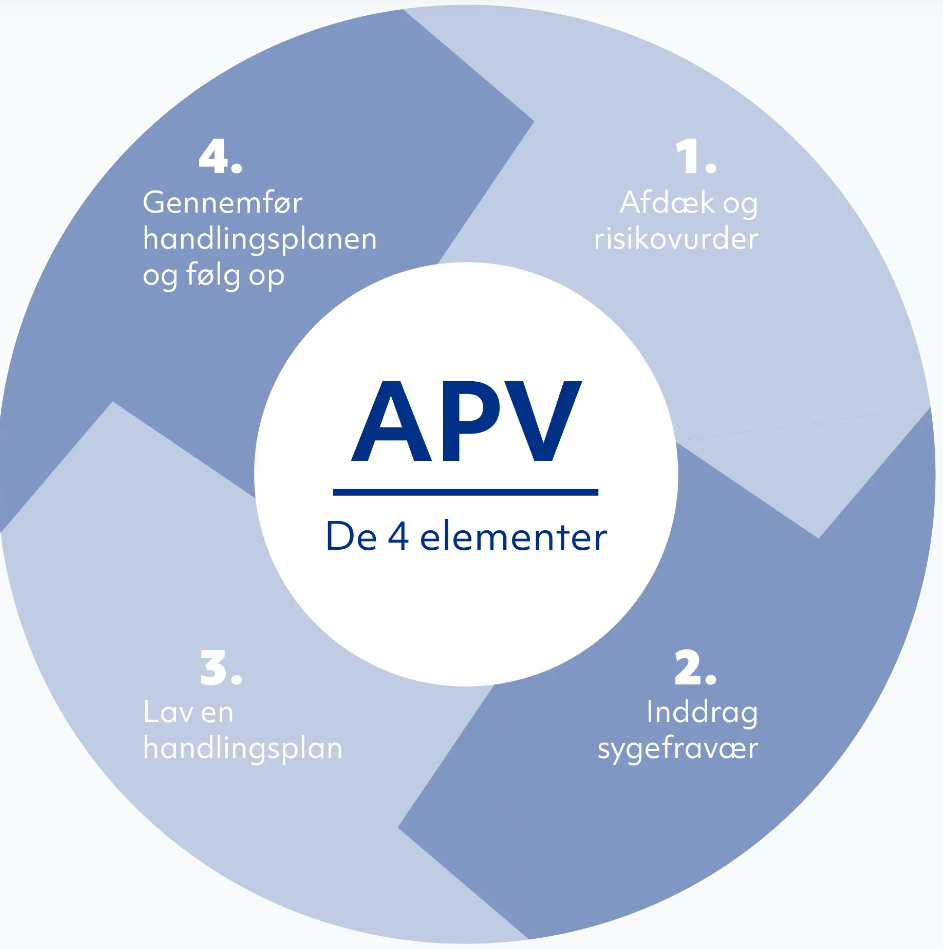 APV
De 4 elementer
1.
Afdæk og
risikovurder
2.
Inddrag
sygefravær
3.
Lav en
handlingsplan
4.
Gennemfør
handlingsplanen
og følg op